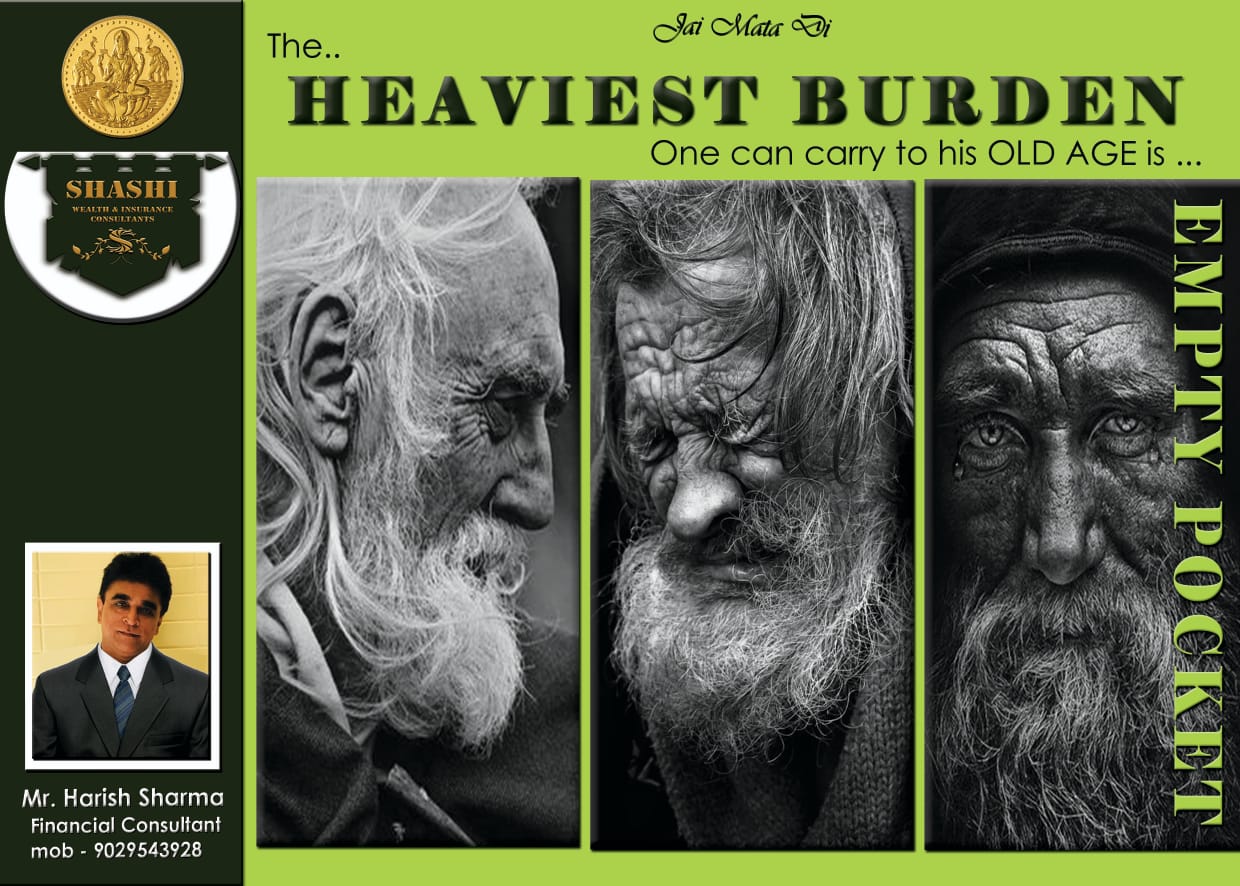 Jai Mata Di
The..
HEAVIEST BURDEN
One can carry to his OLD AGE is ...
EMPTY POCKET
SHASHI
WEALTH & INSURANCE
CONSULTANTS
Mr. Harish Sharma
Financial Consultant
mob - 9029543928